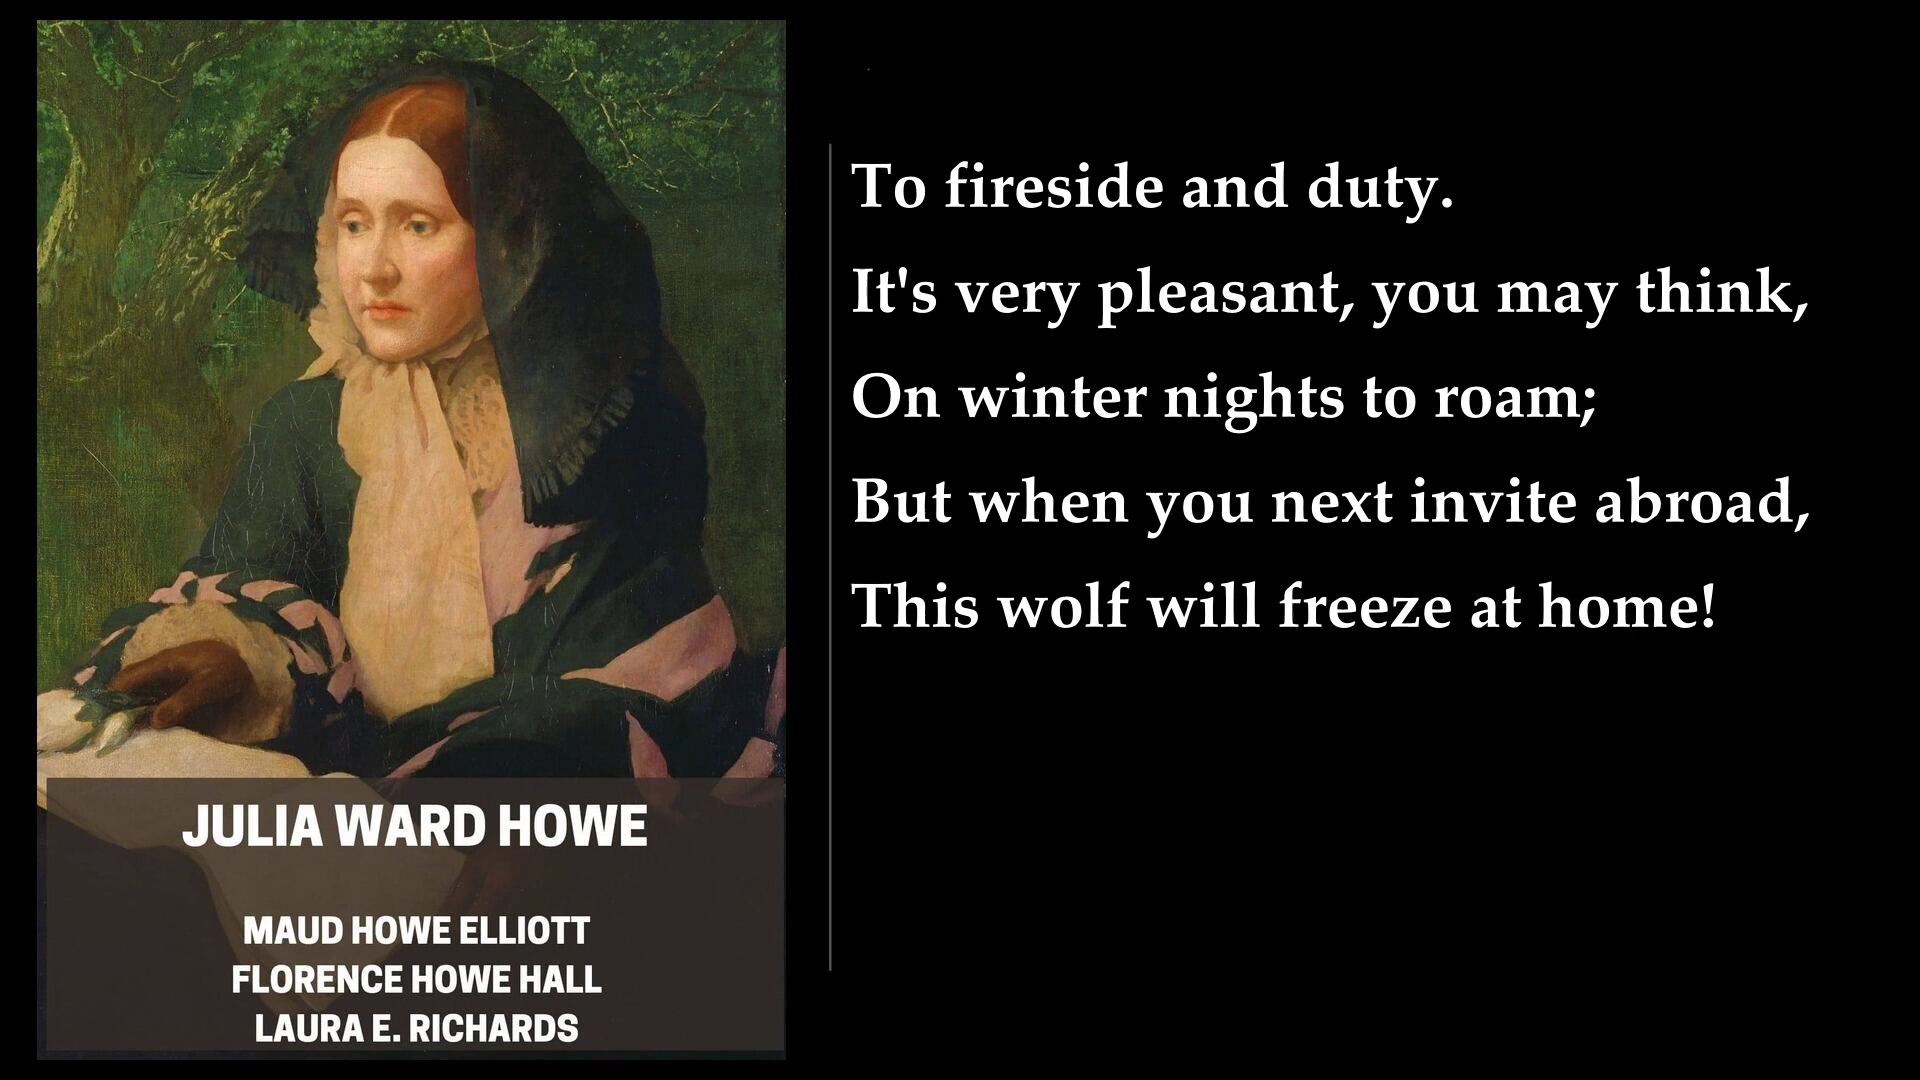 JULIA WARD HOWE
MAUD HOWE ELLIOTT
FLORENCE HOWE HALL
LAURA E. RICHARDS
To fireside and duty.
It's very pleasant, you may think,
On winter nights to roam;
But when you next invite abroad,
This wolf will freeze at home!